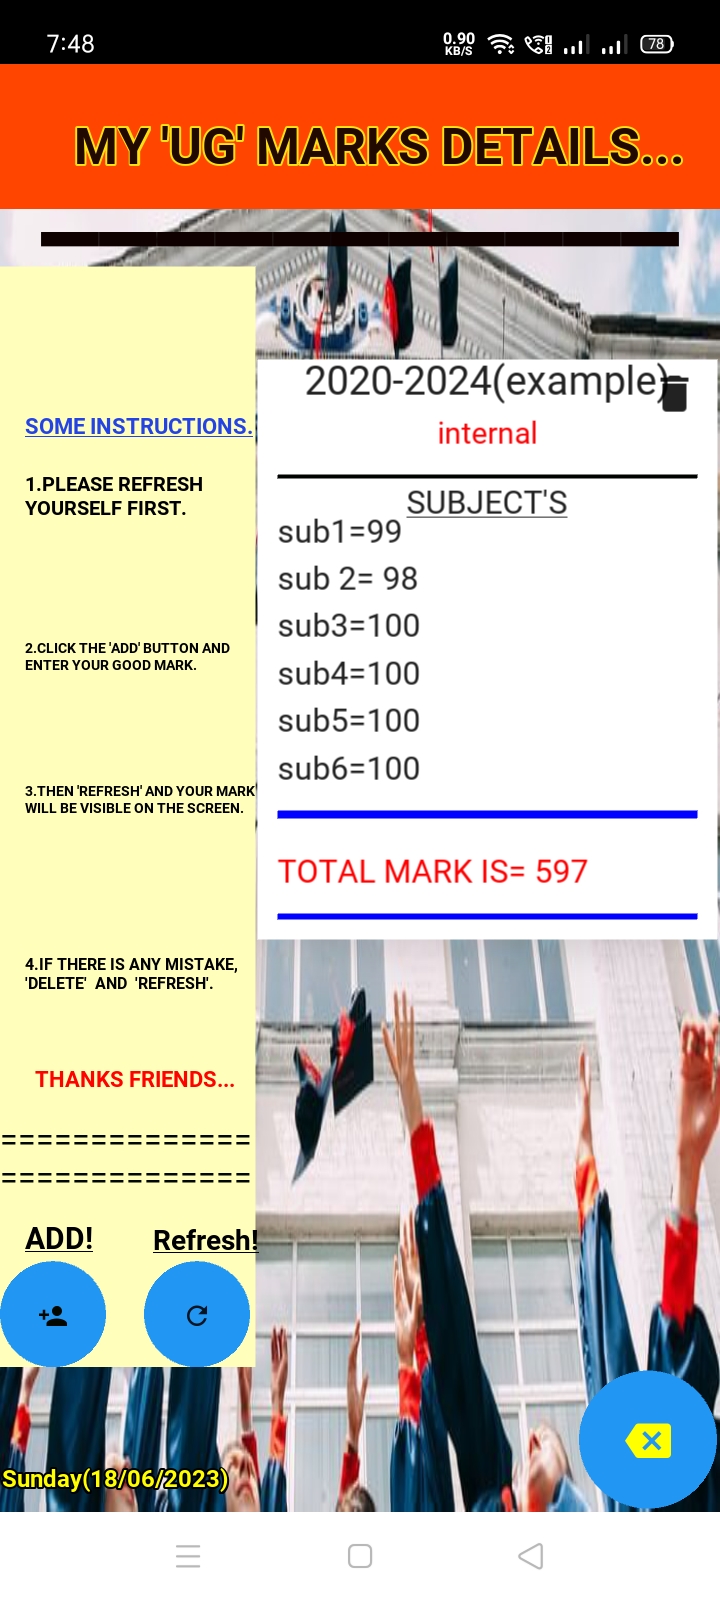 7:48
0.90
KB/S
1
2
78
MY 'UG' MARKS DETAILS...
SOME INSTRUCTIONS.
1.PLEASE REFRESH
YOURSELF FIRST.
2.CLICK THE 'ADD' BUTTON AND
ENTER YOUR GOOD MARK.
3.THEN 'REFRESH' AND YOUR MARK
WILL BE VISIBLE ON THE SCREEN.
4.IF THERE IS ANY MISTAKE,
'DELETE'  AND  'REFRESH'.
THANKS FRIENDS...
==============
==============
ADD!
Refresh!
2020-2024(example)
internal
SUBJECT'S
sub1=99
sub 2= 98
sub3=100
sub4=100
sub5=100
sub6=100
TOTAL MARK IS= 597
Sunday(18/06/2023)